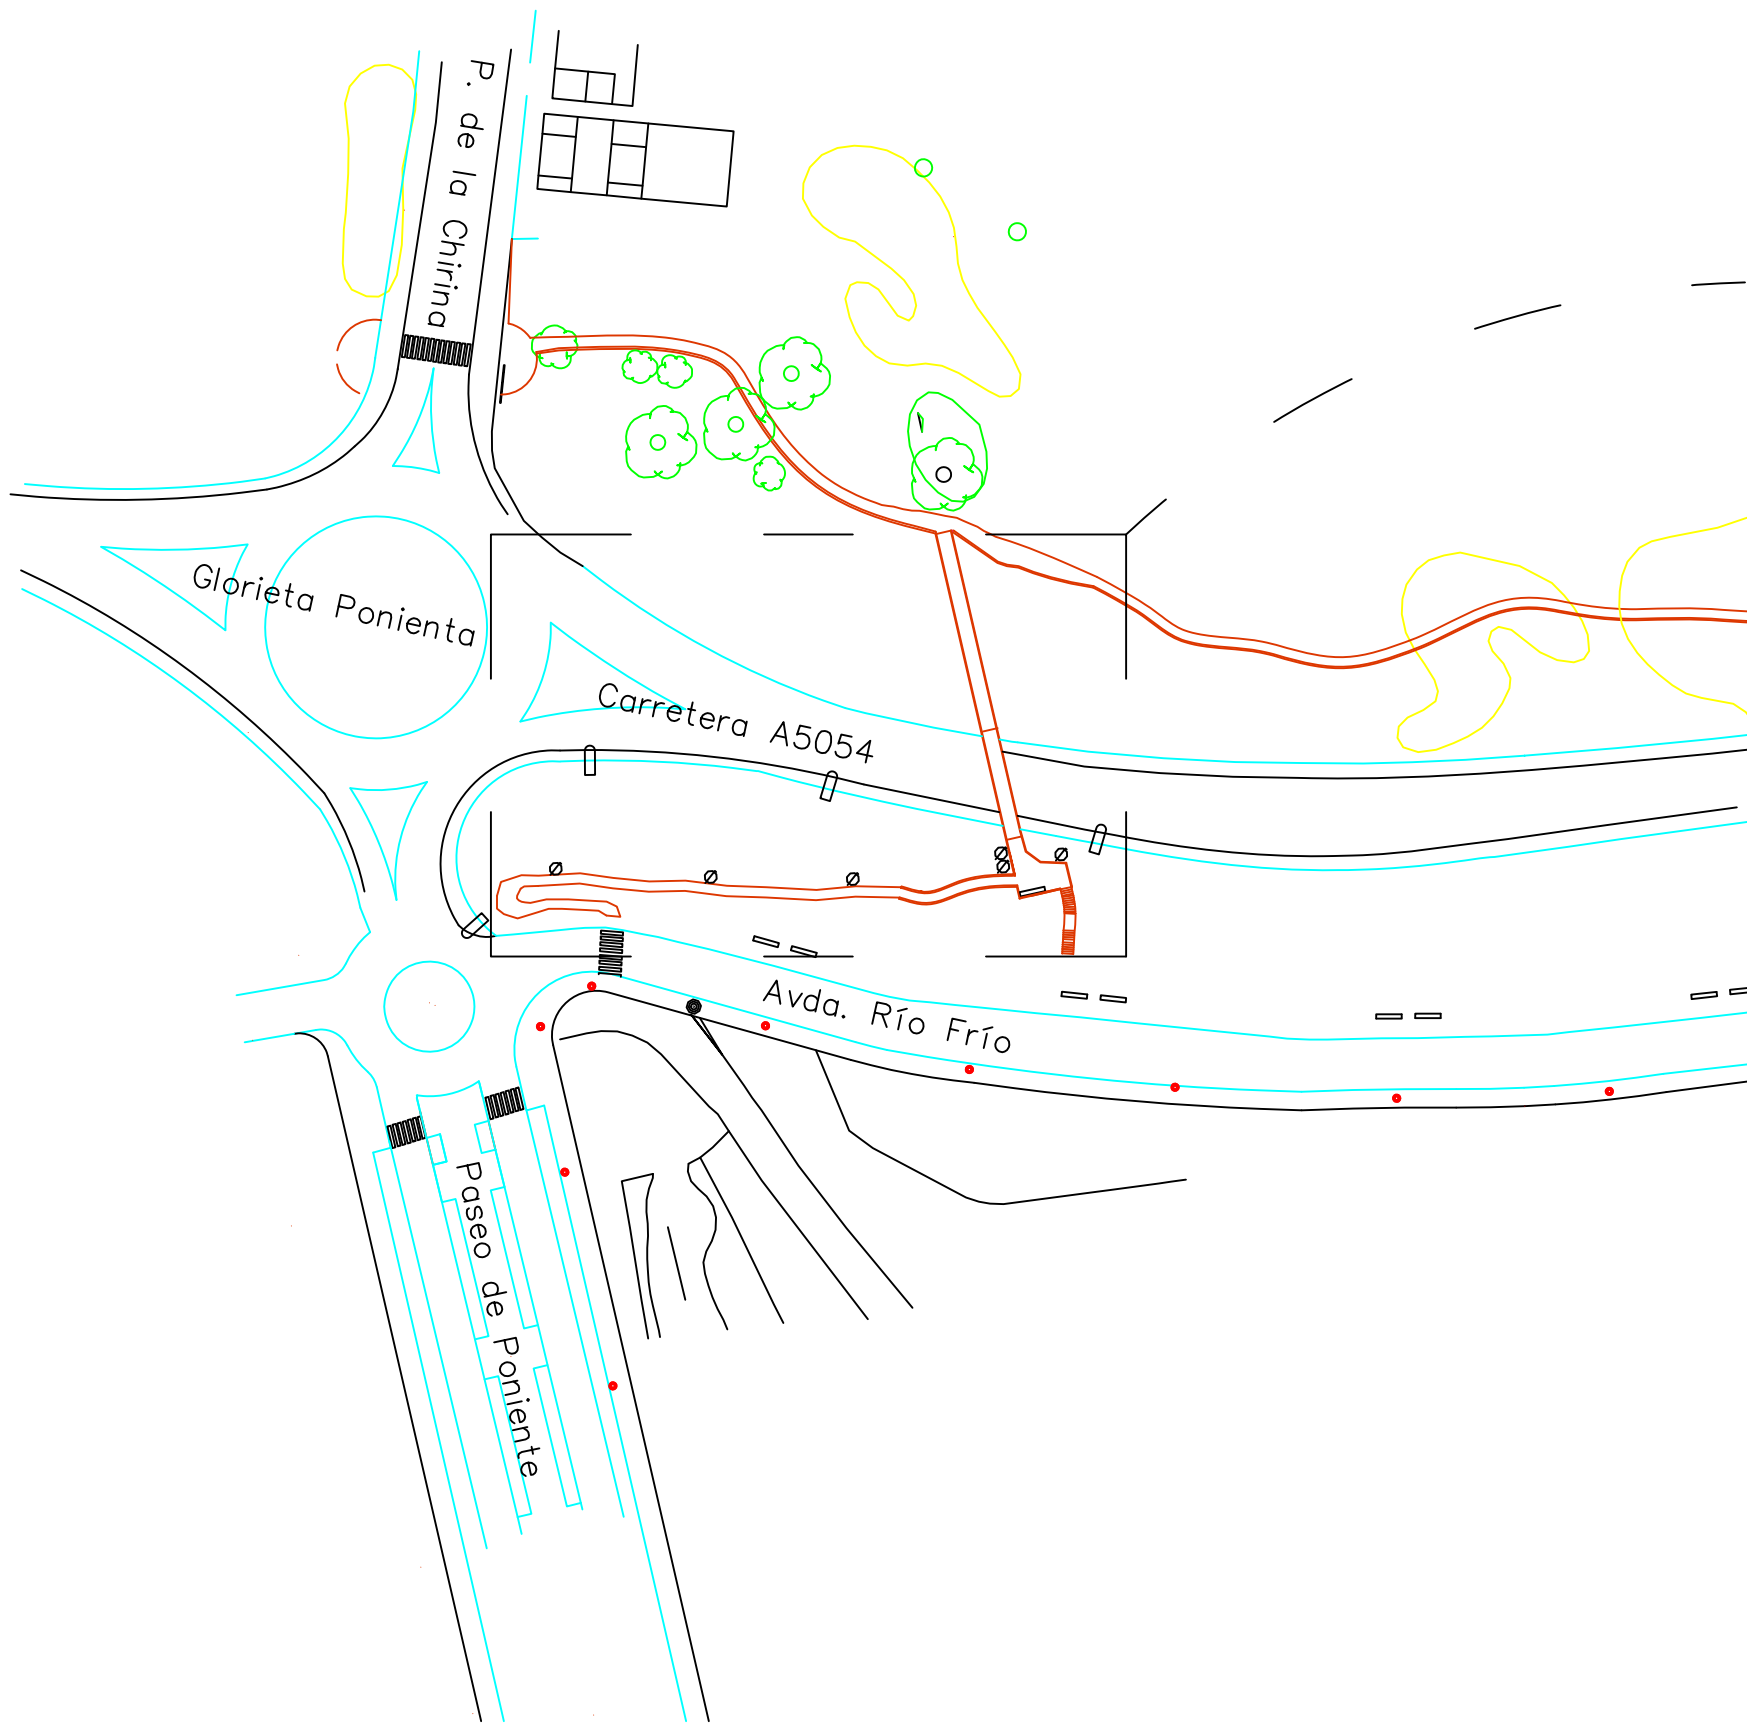 P. de la Chirina
Glorieta Ponienta
Carretera A5054
Avda. Río Frío
Paseo de Poniente